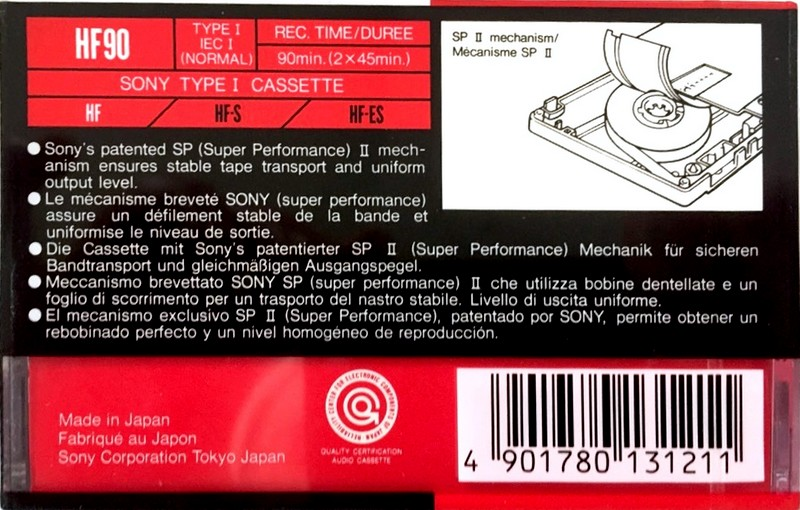 HF90
TYPE I
IEC I
(NORMAL)
REC. TIME/DUREE
90min. (2×45min.)
SONY TYPE I CASSETTE
HF HF-S HF-ES
SP II mechanism/
Mécanisme SP II
● Sony's patented SP (Super Performance) II mech-
anism ensures stable tape transport and uniform
output level.
● Le mécanisme breveté SONY (super performance)
assure un défilement stable de la bande et
uniformise le niveau de sortie.
● Die Cassette mit Sony's patentierter SP II (Super Performance) Mechanik für sicheren
Bandtransport und gleichmäßigen Ausgangspegel.
● Meccanismo brevettato SONY SP (super performance) II che utilizza bobine dentellate e un
foglio di scorrimento per un trasporto del nastro stabile. Livello di uscita uniforme.
● El mecanismo exclusivo SP II (Super Performance), patentado por SONY, permite obtener un
rebobinado perfecto y un nivel homogéneo de reproducción.
Made in Japan
Fabriqué au Japon
Sony Corporation Tokyo Japan
RELIABILITY CENTER FOR ELECTRONIC COMPONENTS OF JAPAN
QUALITY CERTIFICATION
AUDIO CASSETTE
4 901780 131211